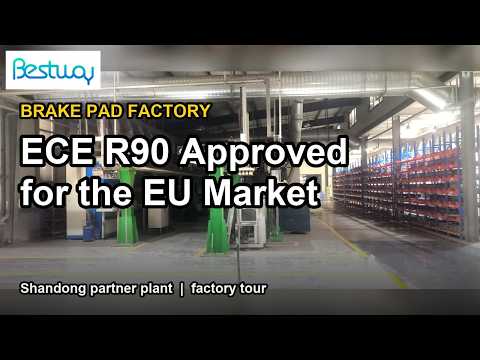 Bestway
BRAKE PAD FACTORY
ECE R90 Approved
for the EU Market
Shandong partner plant | factory tour